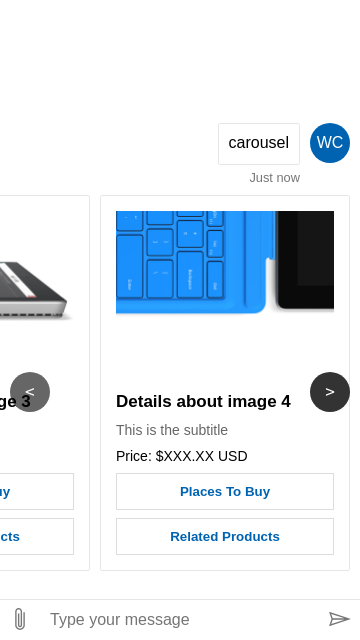 carousel
WC
Just now
<
>
ge 3
Details about image 4
This is the subtitle
Price: $XXX.XX USD
uy
Places To Buy
cts
Related Products
Type your message